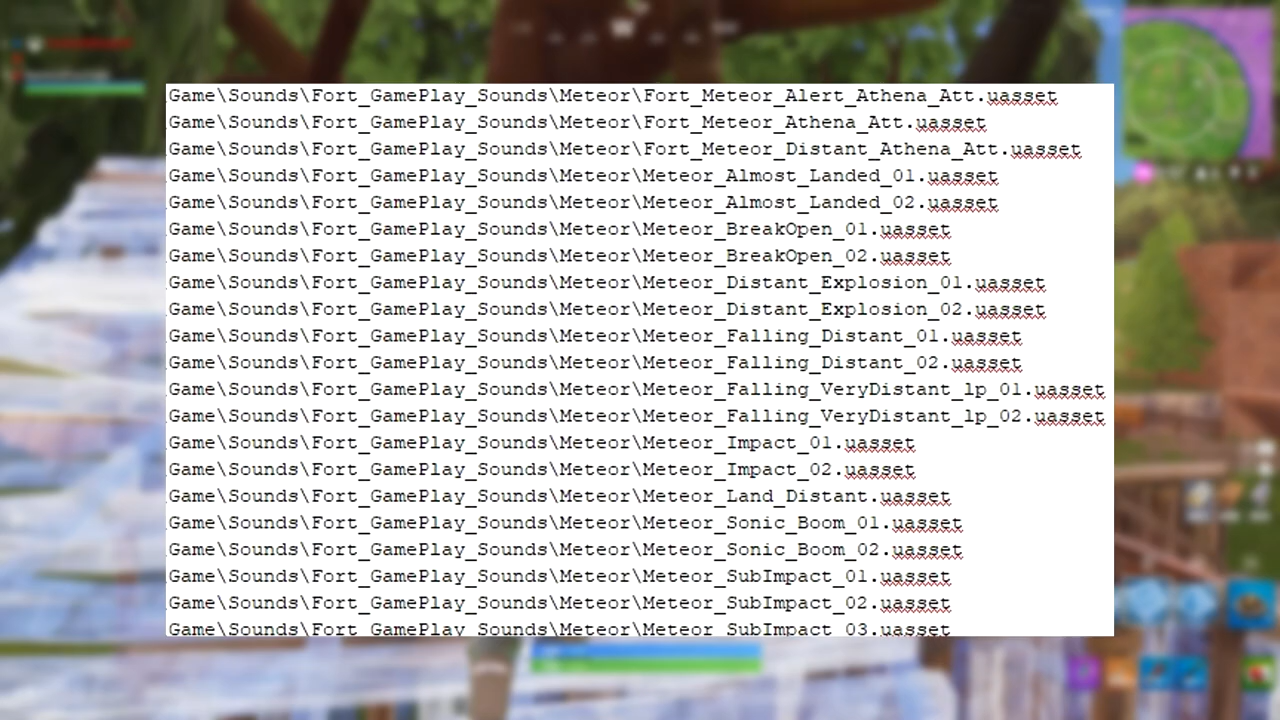 Game\Sounds\Fort_GamePlay_Sounds\Meteor\Fort_Meteor_Alert_Athena_Att.uasset
Game\Sounds\Fort_GamePlay_Sounds\Meteor\Fort_Meteor_Athena_Att.uasset
Game\Sounds\Fort_GamePlay_Sounds\Meteor\Fort_Meteor_Distant_Athena_Att.uasset
Game\Sounds\Fort_GamePlay_Sounds\Meteor\Meteor_Almost_Landed_01.uasset
Game\Sounds\Fort_GamePlay_Sounds\Meteor\Meteor_Almost_Landed_02.uasset
Game\Sounds\Fort_GamePlay_Sounds\Meteor\Meteor_BreakOpen_01.uasset
Game\Sounds\Fort_GamePlay_Sounds\Meteor\Meteor_BreakOpen_02.uasset
Game\Sounds\Fort_GamePlay_Sounds\Meteor\Meteor_Distant_Explosion_01.uasset
Game\Sounds\Fort_GamePlay_Sounds\Meteor\Meteor_Distant_Explosion_02.uasset
Game\Sounds\Fort_GamePlay_Sounds\Meteor\Meteor_Falling_Distant_01.uasset
Game\Sounds\Fort_GamePlay_Sounds\Meteor\Meteor_Falling_Distant_02.uasset
Game\Sounds\Fort_GamePlay_Sounds\Meteor\Meteor_Falling_VeryDistant_lp_01.uasset
Game\Sounds\Fort_GamePlay_Sounds\Meteor\Meteor_Falling_VeryDistant_lp_02.uasset
Game\Sounds\Fort_GamePlay_Sounds\Meteor\Meteor_Impact_01.uasset
Game\Sounds\Fort_GamePlay_Sounds\Meteor\Meteor_Impact_02.uasset
Game\Sounds\Fort_GamePlay_Sounds\Meteor\Meteor_Land_Distant.uasset
Game\Sounds\Fort_GamePlay_Sounds\Meteor\Meteor_Sonic_Boom_01.uasset
Game\Sounds\Fort_GamePlay_Sounds\Meteor\Meteor_Sonic_Boom_02.uasset
Game\Sounds\Fort_GamePlay_Sounds\Meteor\Meteor_SubImpact_01.uasset
Game\Sounds\Fort_GamePlay_Sounds\Meteor\Meteor_SubImpact_02.uasset
Game\Sounds\Fort_GamePlay_Sounds\Meteor\Meteor_SubImpact_03.uasset